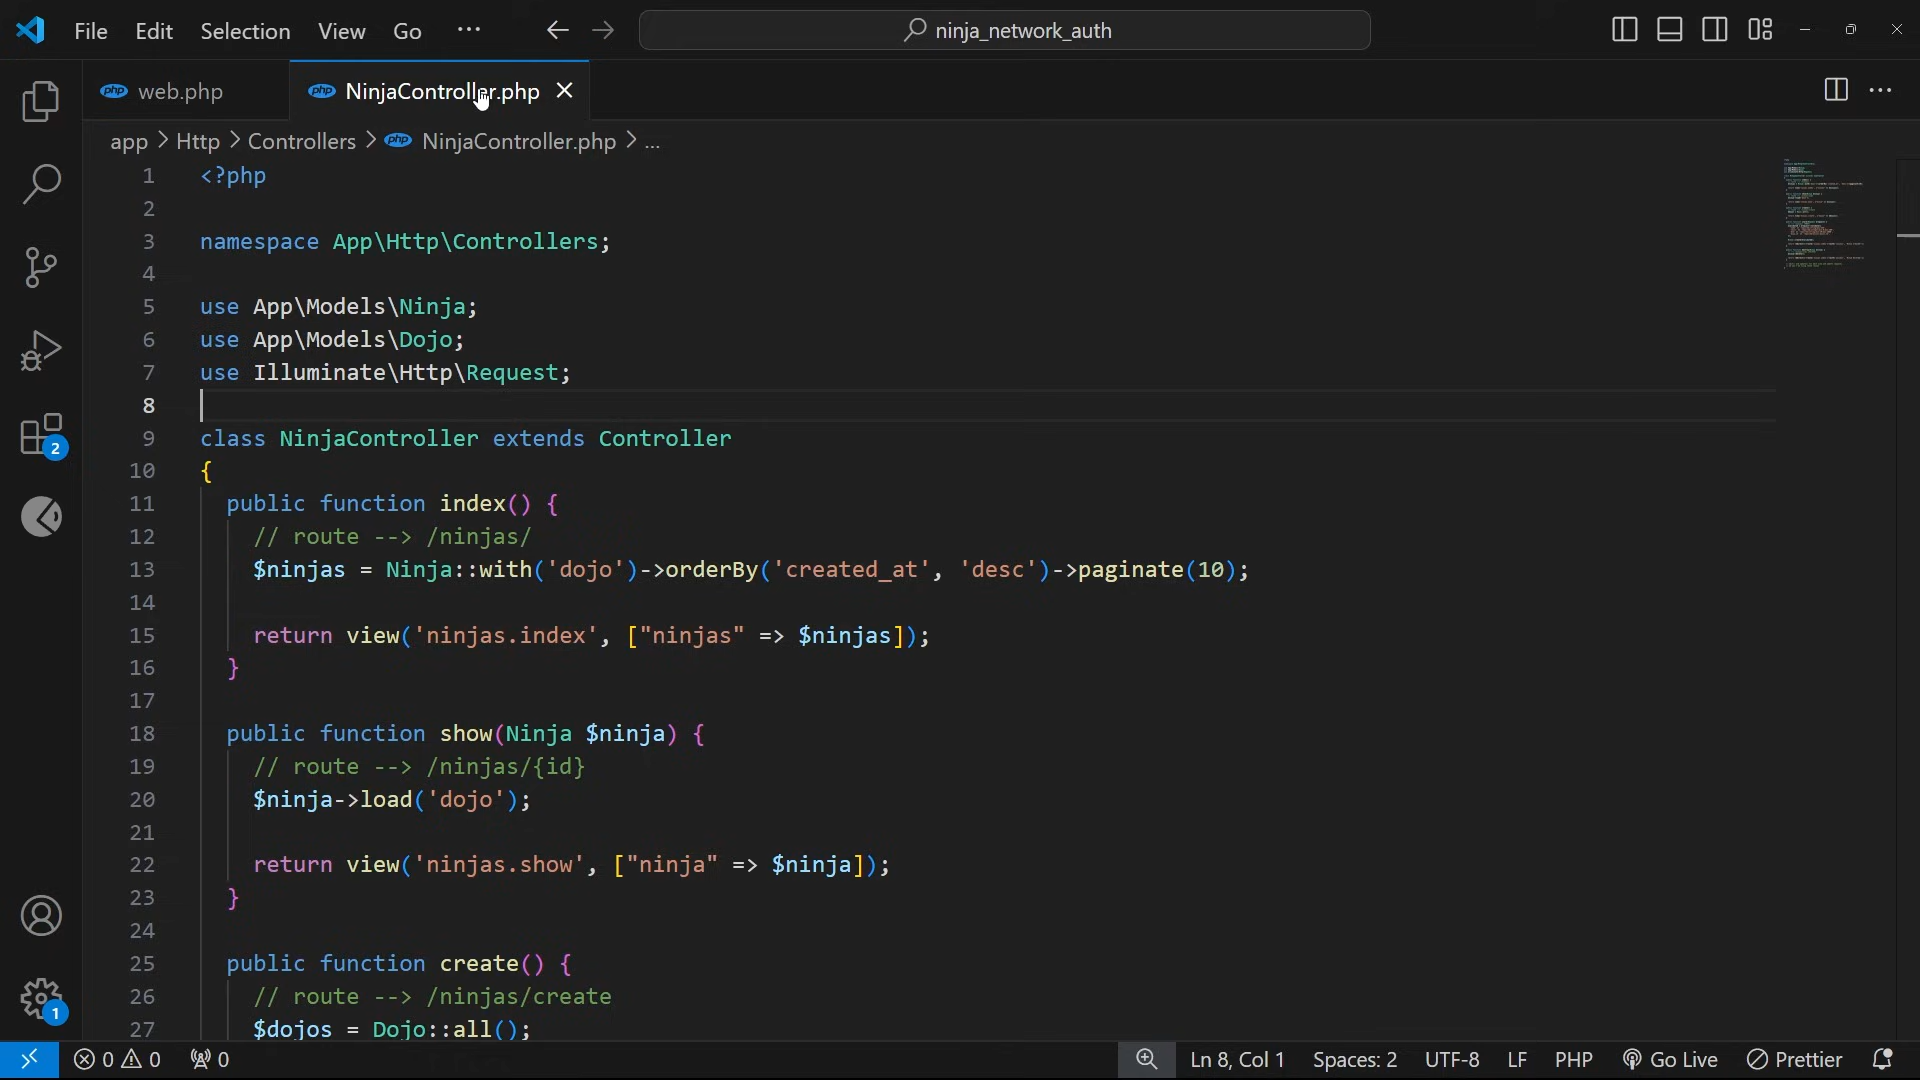 File Edit Selection View Go ··· ninja_network_auth
web.php NinjaController.php
app > Http > Controllers > NinjaController.php > ...
1 <?php
2
3 namespace App\Http\Controllers;
4
5 use App\Models\Ninja;
6 use App\Models\Dojo;
7 use Illuminate\Http\Request;
8
9 class NinjaController extends Controller
10 {
11 public function index() {
12 // route --> /ninjas/
13 $ninjas = Ninja::with('dojo')->orderBy('created_at', 'desc')->paginate(10);
14
15 return view('ninjas.index', ["ninjas" => $ninjas]);
16 }
17
18 public function show(Ninja $ninja) {
19 // route --> /ninjas/{id}
20 $ninja->load('dojo');
21
22 return view('ninjas.show', ["ninja" => $ninja]);
23 }
24
25 public function create() {
26 // route --> /ninjas/create
27 $dojos = Dojo::all();
2
1
0 0 0 Ln 8, Col 1 Spaces: 2 UTF-8 LF PHP Go Live Prettier